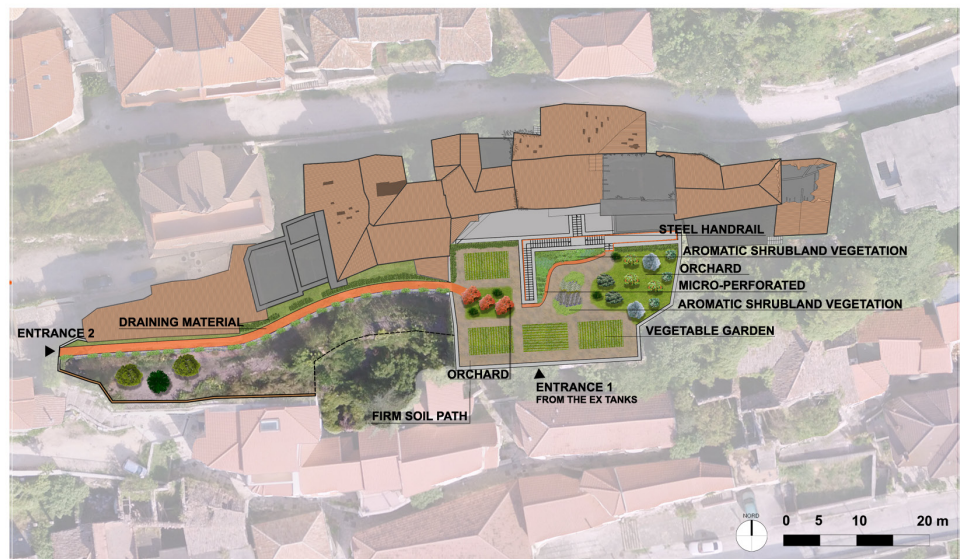 STEEL HANDRAIL
AROMATIC SHRUBLAND VEGETATION
ORCHARD
MICRO-PERFORATED
AROMATIC SHRUBLAND VEGETATION
DRAINING MATERIAL
ENTRANCE 2
VEGETABLE GARDEN
ORCHARD
ENTRANCE 1
FROM THE EX TANKS
FIRM SOIL PATH
NORD
0 5 10 20 m